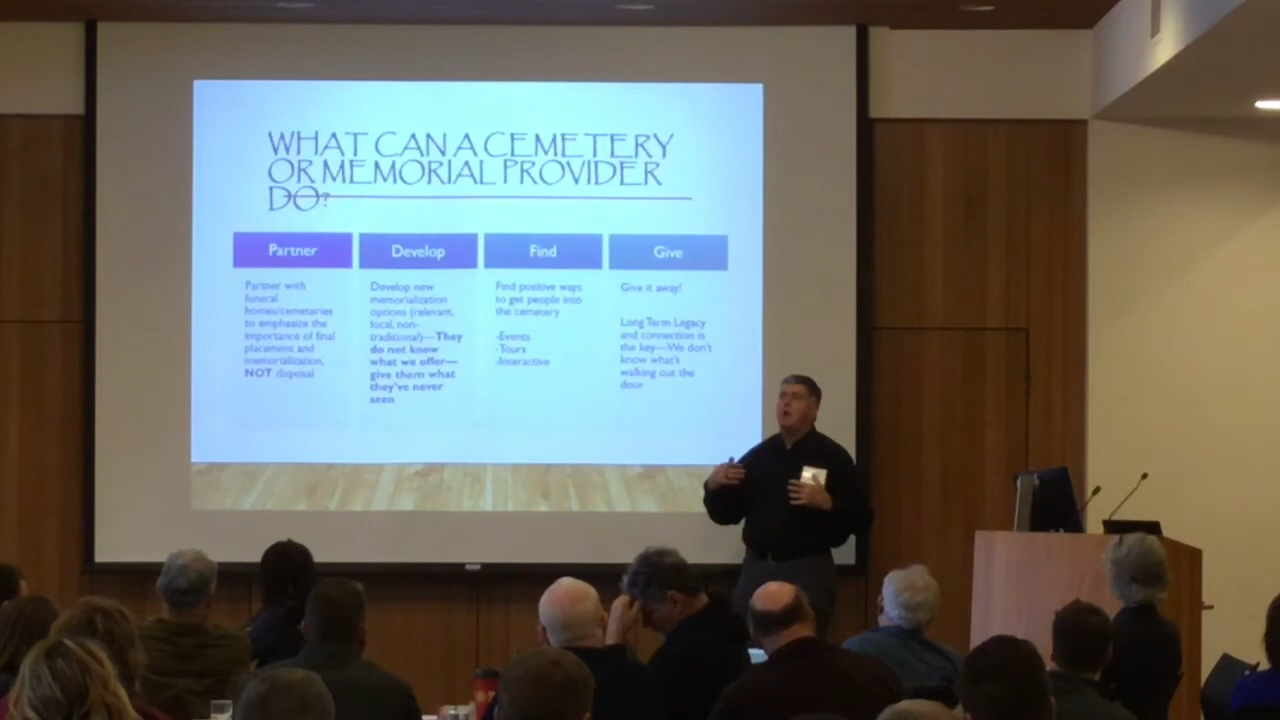 WHAT CAN A CEMETERY
OR MEMORIAL PROVIDER
DO?
Partner
Partner with
funeral
homes/cemeteries
to emphasize the
importance of final
placement and
memorialization,
NOT disposal
Develop
Develop new
memorialization
options (relevant,
local, non-
traditional)—They
do not know
what we offer—
give them what
they've never
seen
Find
Find positive ways
to get people into
the cemetery
-Events
-Tours
-Interactive
Give
Give it away!
Long Term Legacy
and connection is
the key—We don't
know what's
walking out the
door